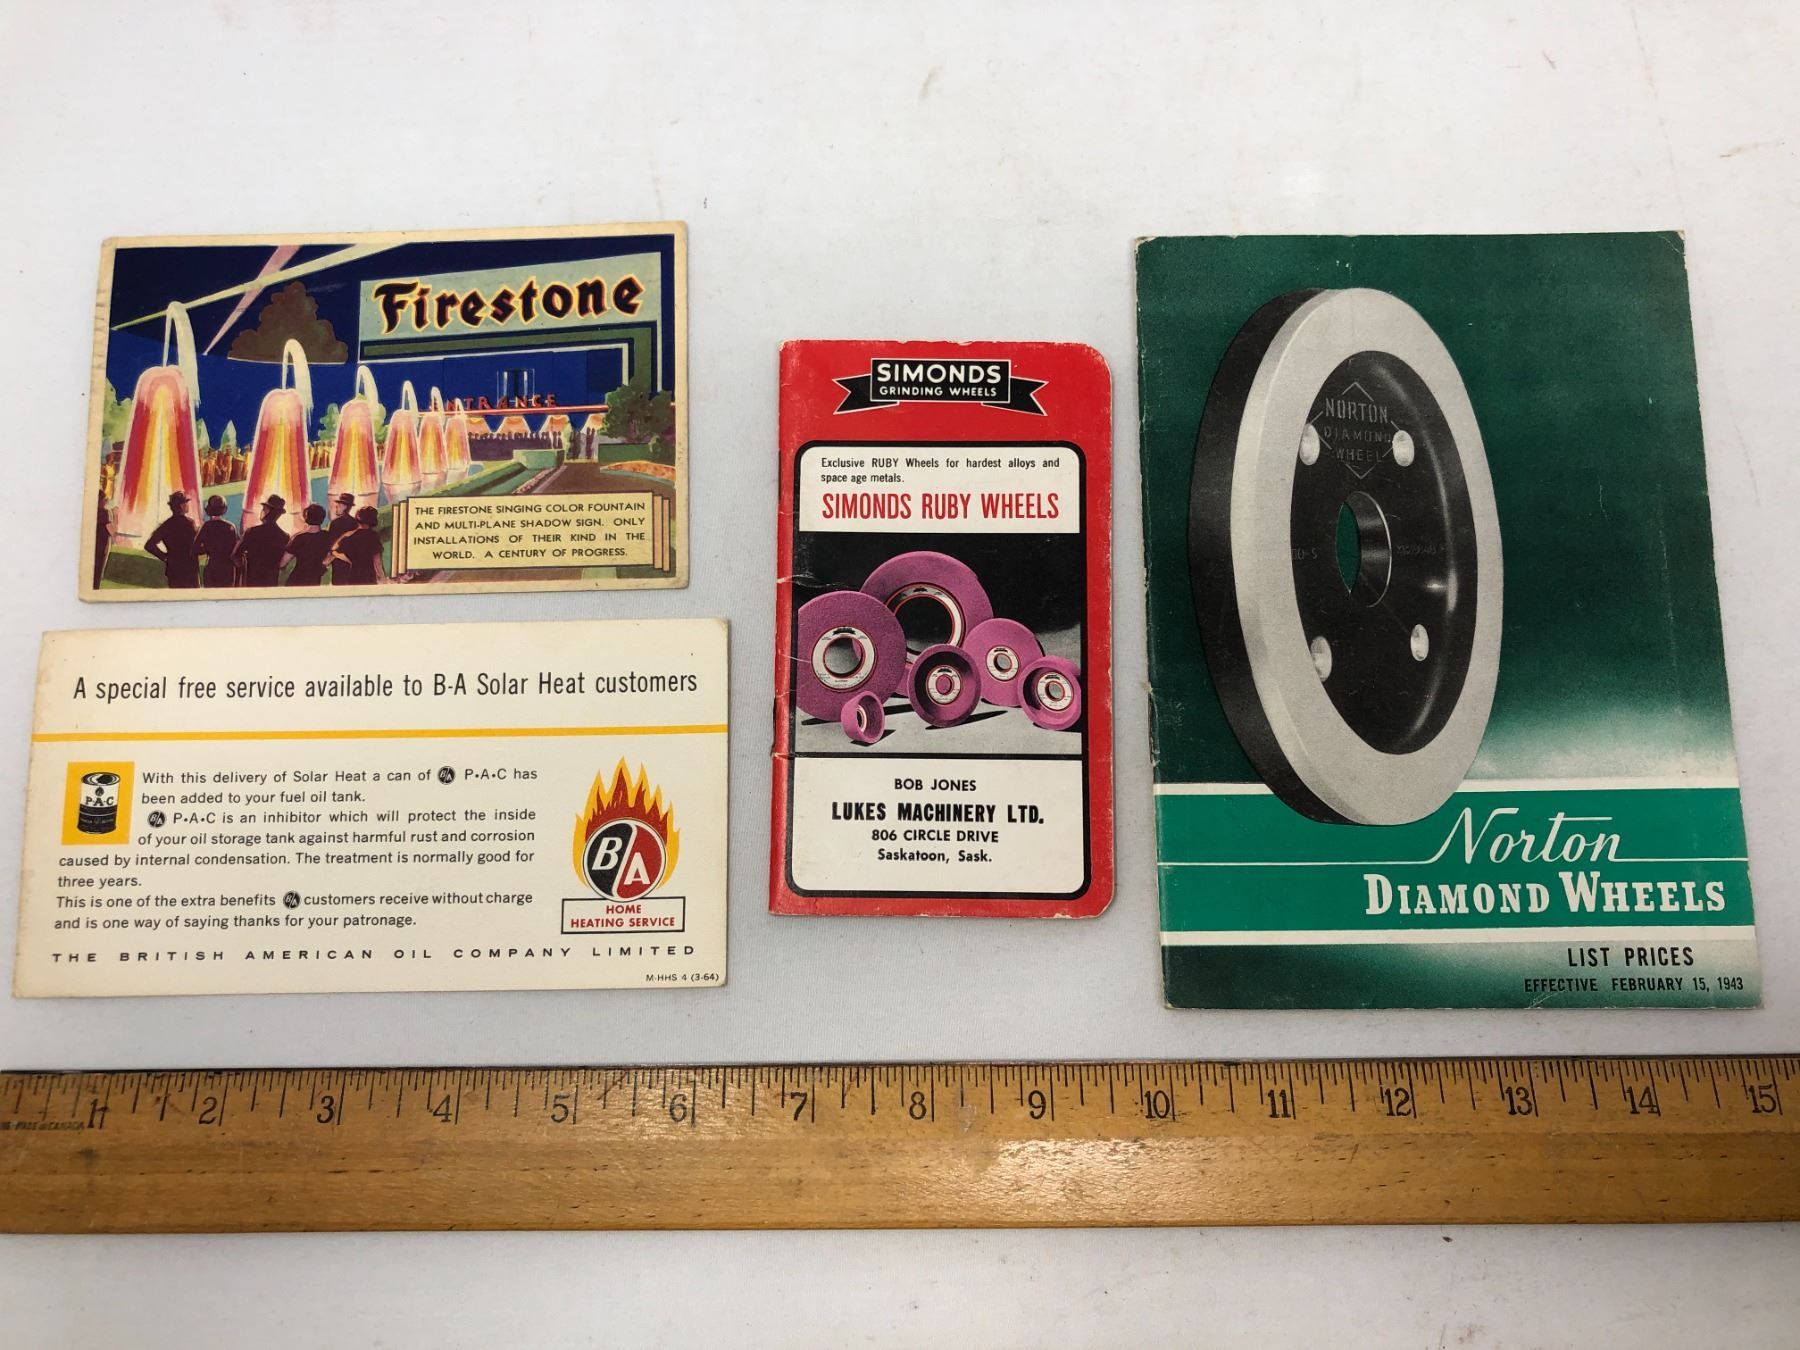 Firestone
ENTRANCE
THE FIRESTONE SINGING COLOR FOUNTAIN
AND MULTI-PLANE SHADOW SIGN. ONLY
INSTALLATIONS OF THEIR KIND IN THE
WORLD. A CENTURY OF PROGRESS.
A special free service available to B-A Solar Heat customers
P·A·C
With this delivery of Solar Heat a can of BA P·A·C has
been added to your fuel oil tank.
BA P·A·C is an inhibitor which will protect the inside
of your oil storage tank against harmful rust and corrosion
caused by internal condensation. The treatment is normally good for
three years.
This is one of the extra benefits BA customers receive without charge
and is one way of saying thanks for your patronage.
B/A
HOME
HEATING SERVICE
THE BRITISH AMERICAN OIL COMPANY LIMITED
M-HHS 4 (3-64)
SIMONDS
GRINDING WHEELS
Exclusive RUBY Wheels for hardest alloys and
space age metals.
SIMONDS RUBY WHEELS
BOB JONES
LUKES MACHINERY LTD.
806 CIRCLE DRIVE
Saskatoon, Sask.
NORTON
DIAMOND
WHEEL
Norton
DIAMOND WHEELS
LIST PRICES
EFFECTIVE FEBRUARY 15, 1943
1 2 3 4 5 6 7 8 9 10 11 12 13 14 15
MADE IN CANADA